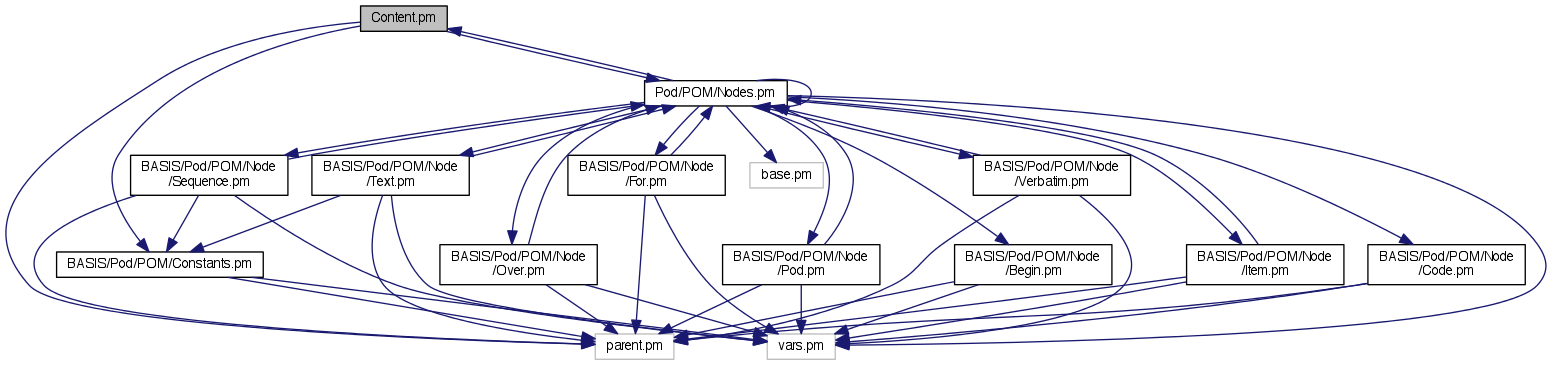 Content.pm
Pod/POM/Nodes.pm
BASIS/Pod/POM/Node
/Sequence.pm
BASIS/Pod/POM/Node
/Text.pm
BASIS/Pod/POM/Node
/For.pm
base.pm
BASIS/Pod/POM/Node
/Verbatim.pm
BASIS/Pod/POM/Constants.pm
BASIS/Pod/POM/Node
/Over.pm
BASIS/Pod/POM/Node
/Pod.pm
BASIS/Pod/POM/Node
/Begin.pm
BASIS/Pod/POM/Node
/Item.pm
BASIS/Pod/POM/Node
/Code.pm
parent.pm
vars.pm